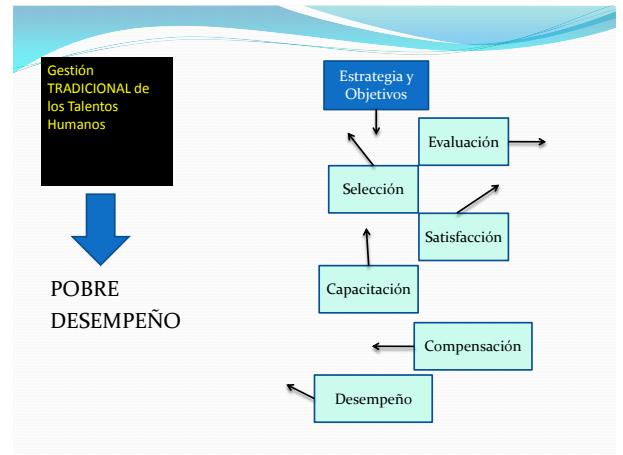 Gestión
TRADICIONAL de
los Talentos
Humanos
POBRE
DESEMPEÑO
Estrategia y
Objetivos
Evaluación
Selección
Satisfacción
Capacitación
Compensación
Desempeño